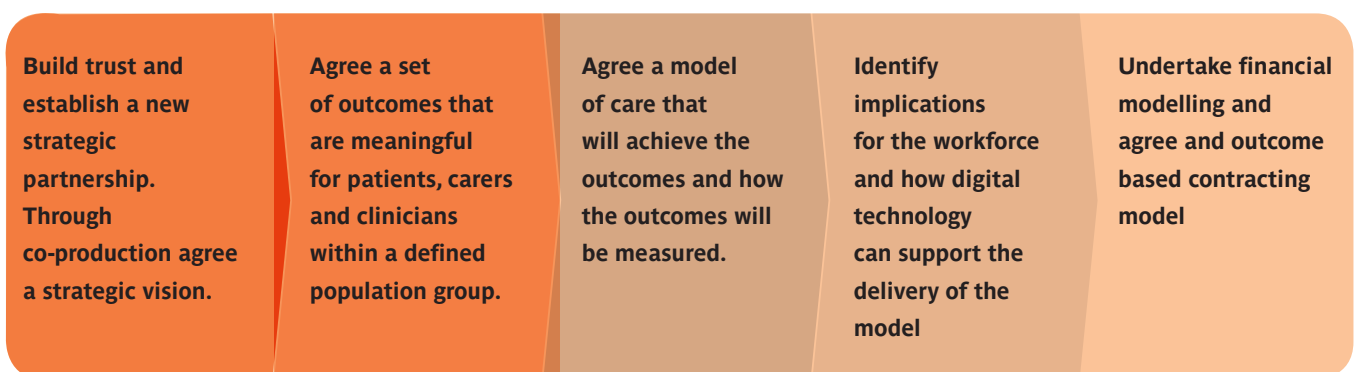 Build trust and
establish a new
strategic
partnership.
Through
co-production agree
a strategic vision.
Agree a set
of outcomes that
are meaningful
for patients, carers
and clinicians
within a defined
population group.
Agree a model
of care that
will achieve the
outcomes and how
the outcomes will
be measured.
Identify
implications
for the workforce
and how digital
technology
can support the
delivery of the
model
Undertake financial
modelling and
agree and outcome
based contracting
model